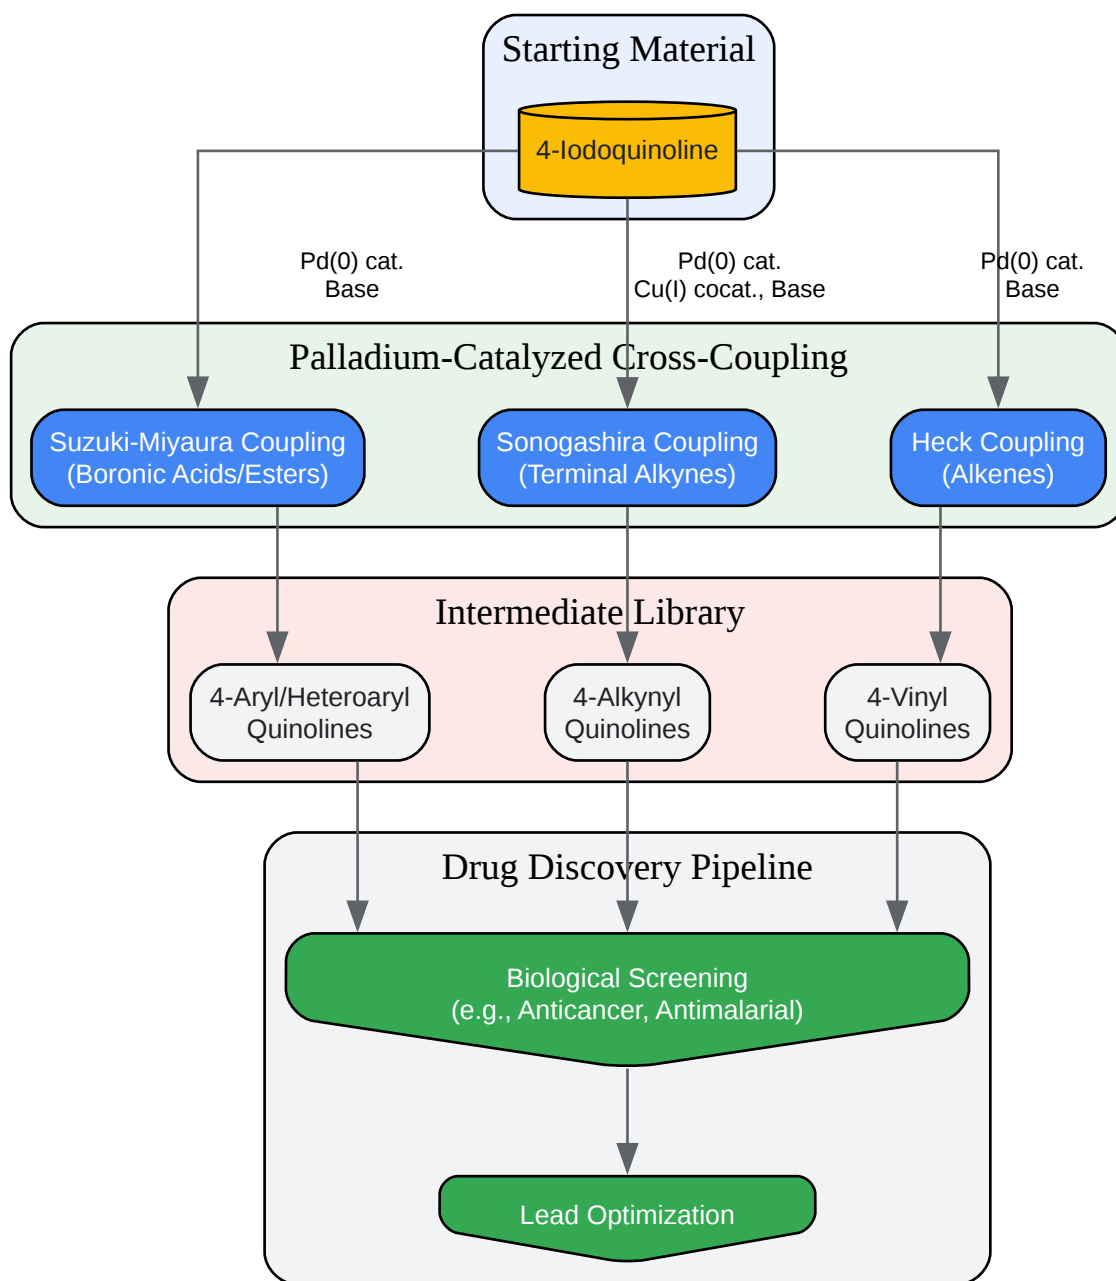 Starting Material
4-Iodoquinoline
Pd(0) cat.
Base
Pd(0) cat.
Cu(I) cocat., Base
Pd(0) cat.
Base
Palladium-Catalyzed Cross-Coupling
Suzuki-Miyaura Coupling
(Boronic Acids/Esters)
Sonogashira Coupling
(Terminal Alkynes)
Heck Coupling
(Alkenes)
Intermediate Library
4-Aryl/Heteroaryl
Quinolines
4-Alkynyl
Quinolines
4-Vinyl
Quinolines
Drug Discovery Pipeline
Biological Screening
(e.g., Anticancer, Antimalarial)
Lead Optimization